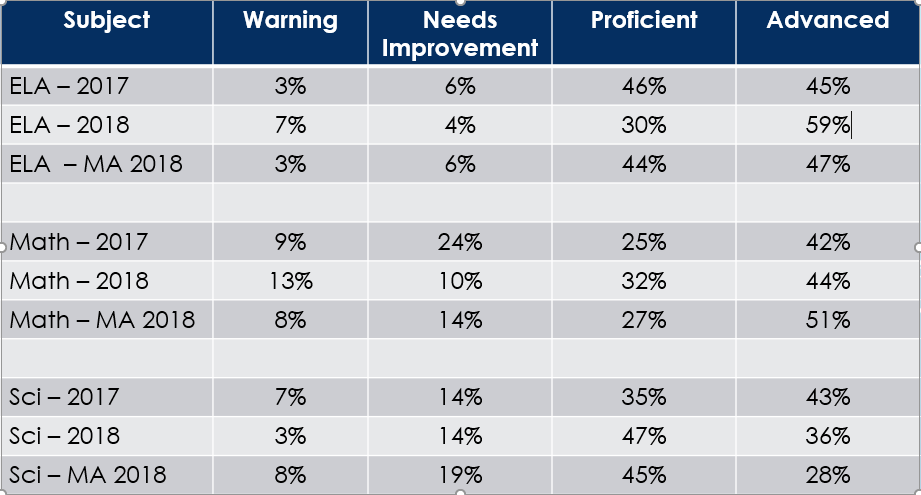 Subject Warning Needs Improvement Proficient Advanced
ELA – 2017 3% 6% 46% 45%
ELA – 2018 7% 4% 30% 59%
ELA – MA 2018 3% 6% 44% 47%
Math – 2017 9% 24% 25% 42%
Math – 2018 13% 10% 32% 44%
Math – MA 2018 8% 14% 27% 51%
Sci – 2017 7% 14% 35% 43%
Sci – 2018 3% 14% 47% 36%
Sci – MA 2018 8% 19% 45% 28%